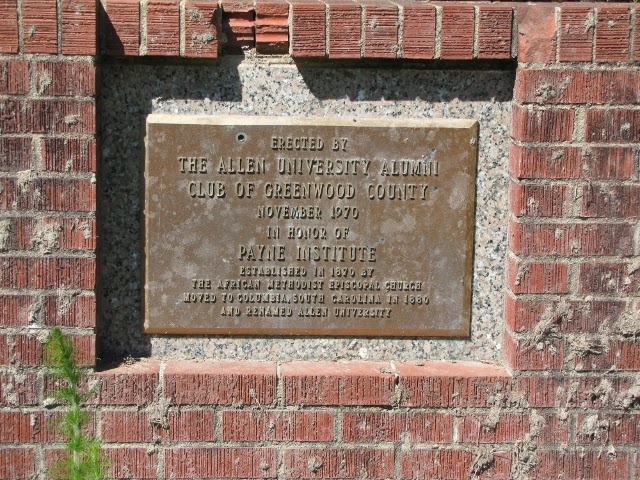 ERECTED BY
THE ALLEN UNIVERSITY ALUMNI
CLUB OF GREENWOOD COUNTY
NOVEMBER 1970
IN HONOR OF
PAYNE INSTITUTE
ESTABLISHED IN 1870 BY
THE AFRICAN METHODIST EPISCOPAL CHURCH
MOVED TO COLUMBIA, SOUTH CAROLINA IN 1880
AND RENAMED ALLEN UNIVERSITY